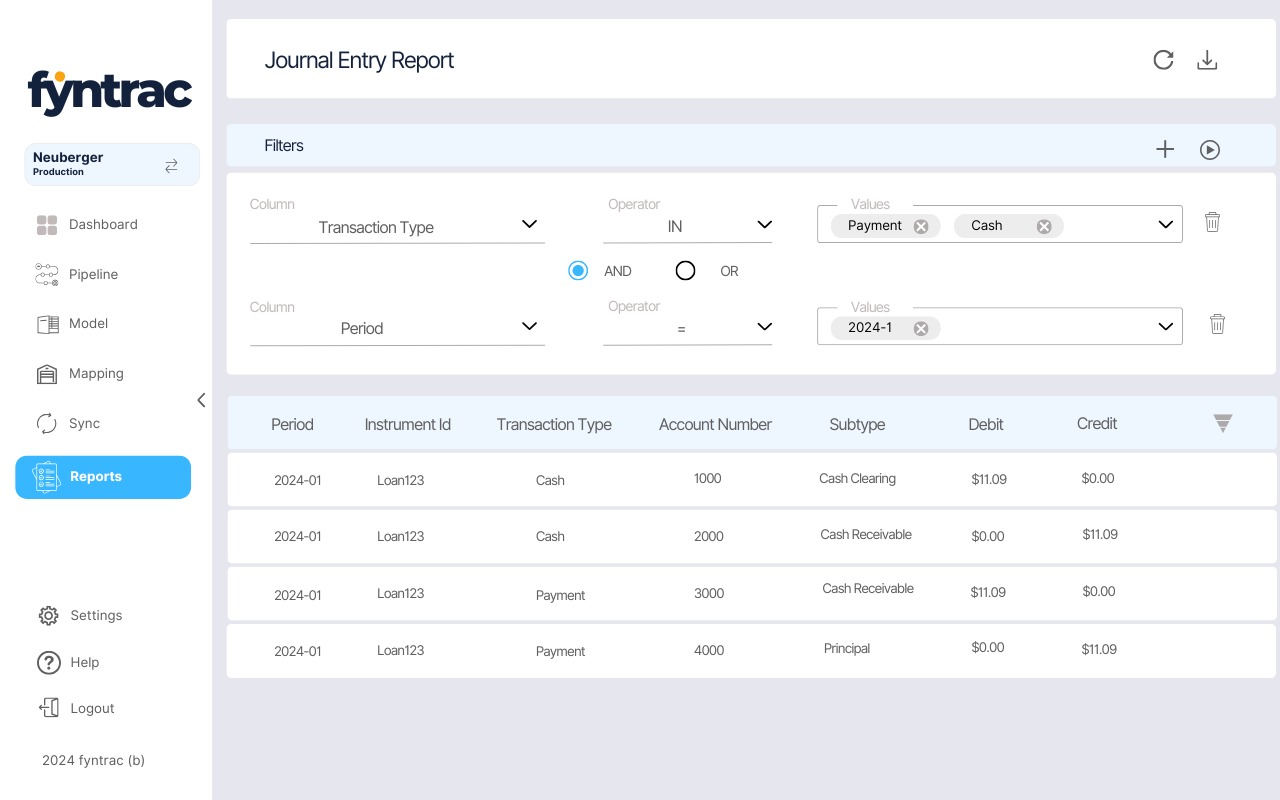 fyntrac
Neuberger
Production
Dashboard
Pipeline
Model
Mapping
Sync
Reports
Settings
Help
Logout
2024 fyntrac (b)
Journal Entry Report
Filters
Column Operator Values
Transaction Type IN Payment Cash
AND OR
Column Operator Values
Period = 2024-1
Period Instrument Id Transaction Type Account Number Subtype Debit Credit
2024-01 Loan123 Cash 1000 Cash Clearing $11.09 $0.00
2024-01 Loan123 Cash 2000 Cash Receivable $0.00 $11.09
2024-01 Loan123 Payment 3000 Cash Receivable $11.09 $0.00
2024-01 Loan123 Payment 4000 Principal $0.00 $11.09